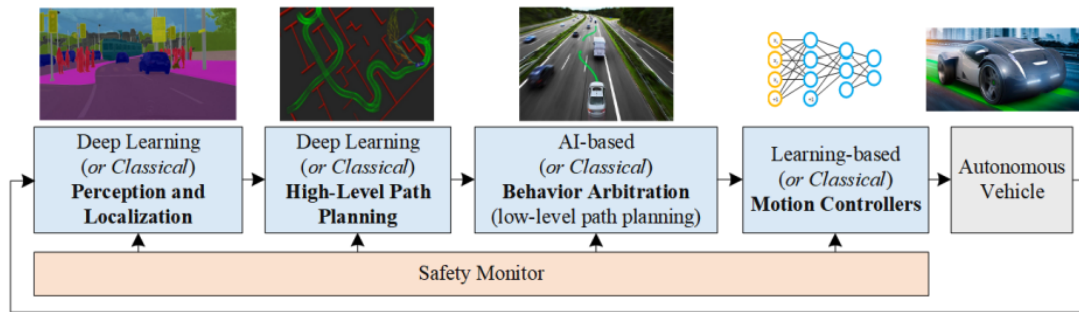 Deep Learning
(or Classical)
Perception and
Localization
Deep Learning
(or Classical)
High-Level Path
Planning
AI-based
(or Classical)
Behavior Arbitration
(low-level path planning)
Learning-based
(or Classical)
Motion Controllers
Autonomous
Vehicle
Safety Monitor